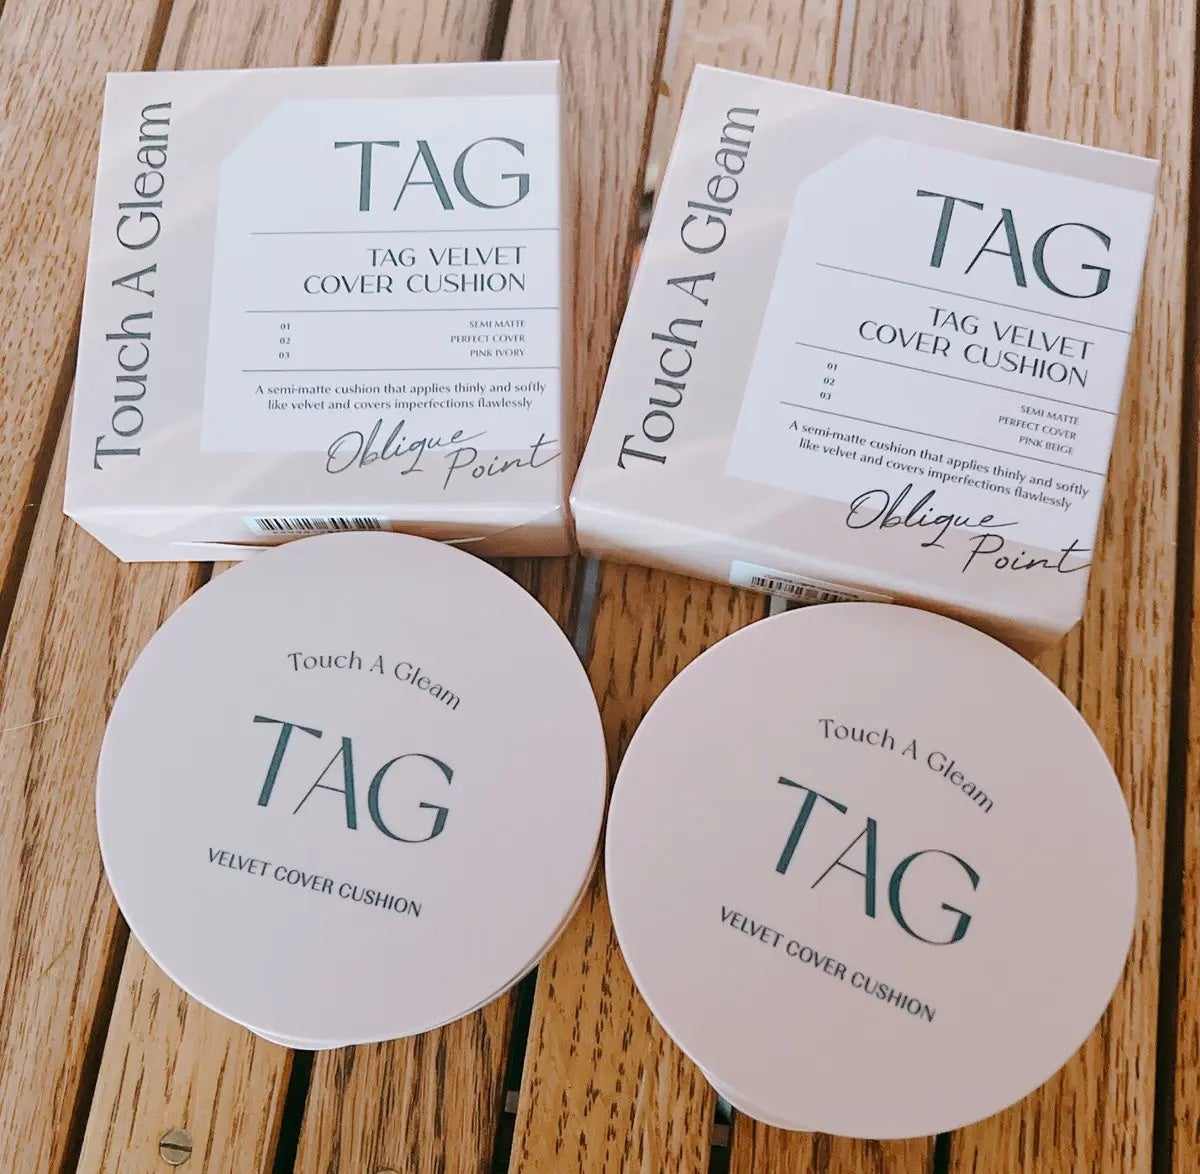 Touch A Gleam
TAG
TAG VELVET
COVER CUSHION
01 SEMI MATTE
02 PERFECT COVER
03 PINK IVORY
A semi-matte cushion that applies thinly and softly
like velvet and covers imperfections flawlessly
Oblique
Point
Touch A Gleam
TAG
TAG VELVET
COVER CUSHION
01 SEMI MATTE
02 PERFECT COVER
03 PINK BEIGE
A semi-matte cushion that applies thinly and softly
like velvet and covers imperfections flawlessly
Oblique
Point
Touch A Gleam
TAG
VELVET COVER CUSHION
Touch A Gleam
TAG
VELVET COVER CUSHION